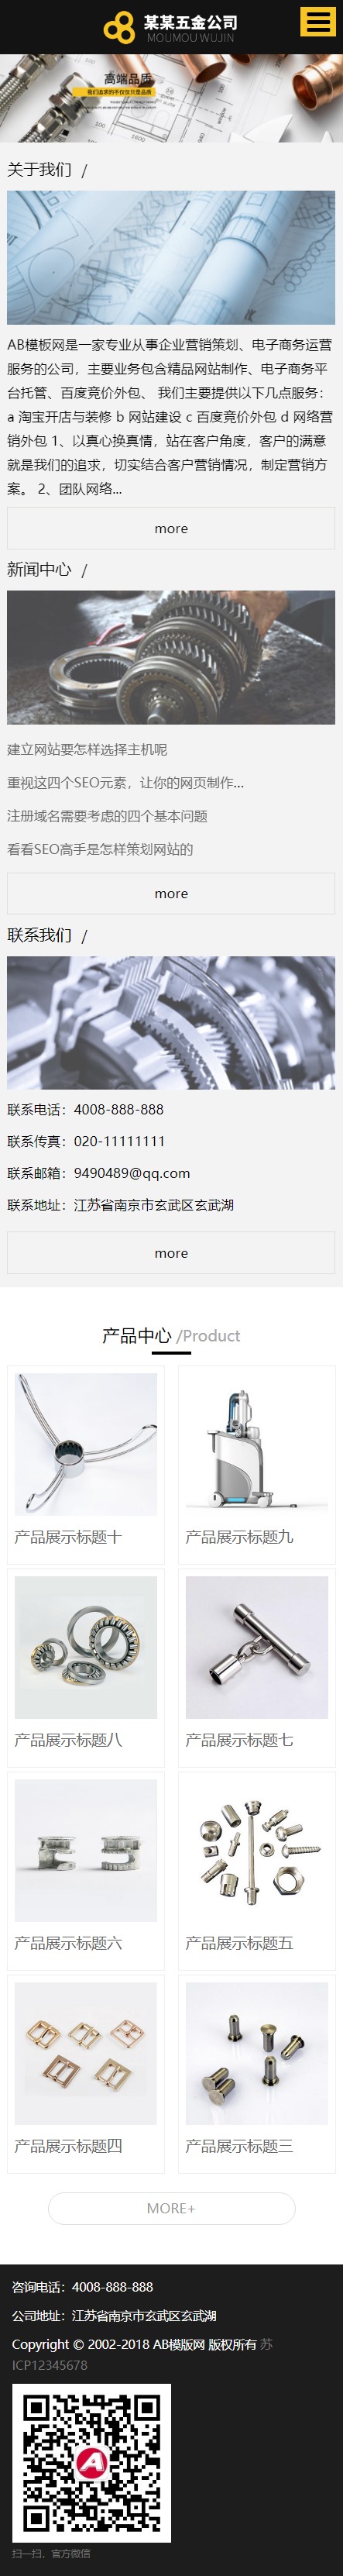 某某五金公司
MOUMOU WUJIN
高端品质
我们追求的不仅仅只是品质
关于我们 /
AB模板网是一家专业从事企业营销策划、电子商务运营
服务的公司，主要业务包含精品网站制作、电子商务平
台托管、百度竞价外包、 我们主要提供以下几点服务：
a 淘宝开店与装修 b 网站建设 c 百度竞价外包 d 网络营
销外包 1、以真心换真情，站在客户角度，客户的满意
就是我们的追求，切实结合客户营销情况，制定营销方
案。 2、团队网络...
more
新闻中心 /
建立网站要怎样选择主机呢
重视这四个SEO元素，让你的网页制作...
注册域名需要考虑的四个基本问题
看看SEO高手是怎样策划网站的
more
联系我们 /
联系电话：4008-888-888
联系传真：020-11111111
联系邮箱：9490489@qq.com
联系地址：江苏省南京市玄武区玄武湖
more
产品中心 /Product
产品展示标题十
产品展示标题九
产品展示标题八
产品展示标题七
产品展示标题六
产品展示标题五
产品展示标题四
产品展示标题三
MORE+
咨询电话：4008-888-888
公司地址：江苏省南京市玄武区玄武湖
Copyright © 2002-2018 AB模版网 版权所有 苏
ICP12345678
扫一扫，官方微信